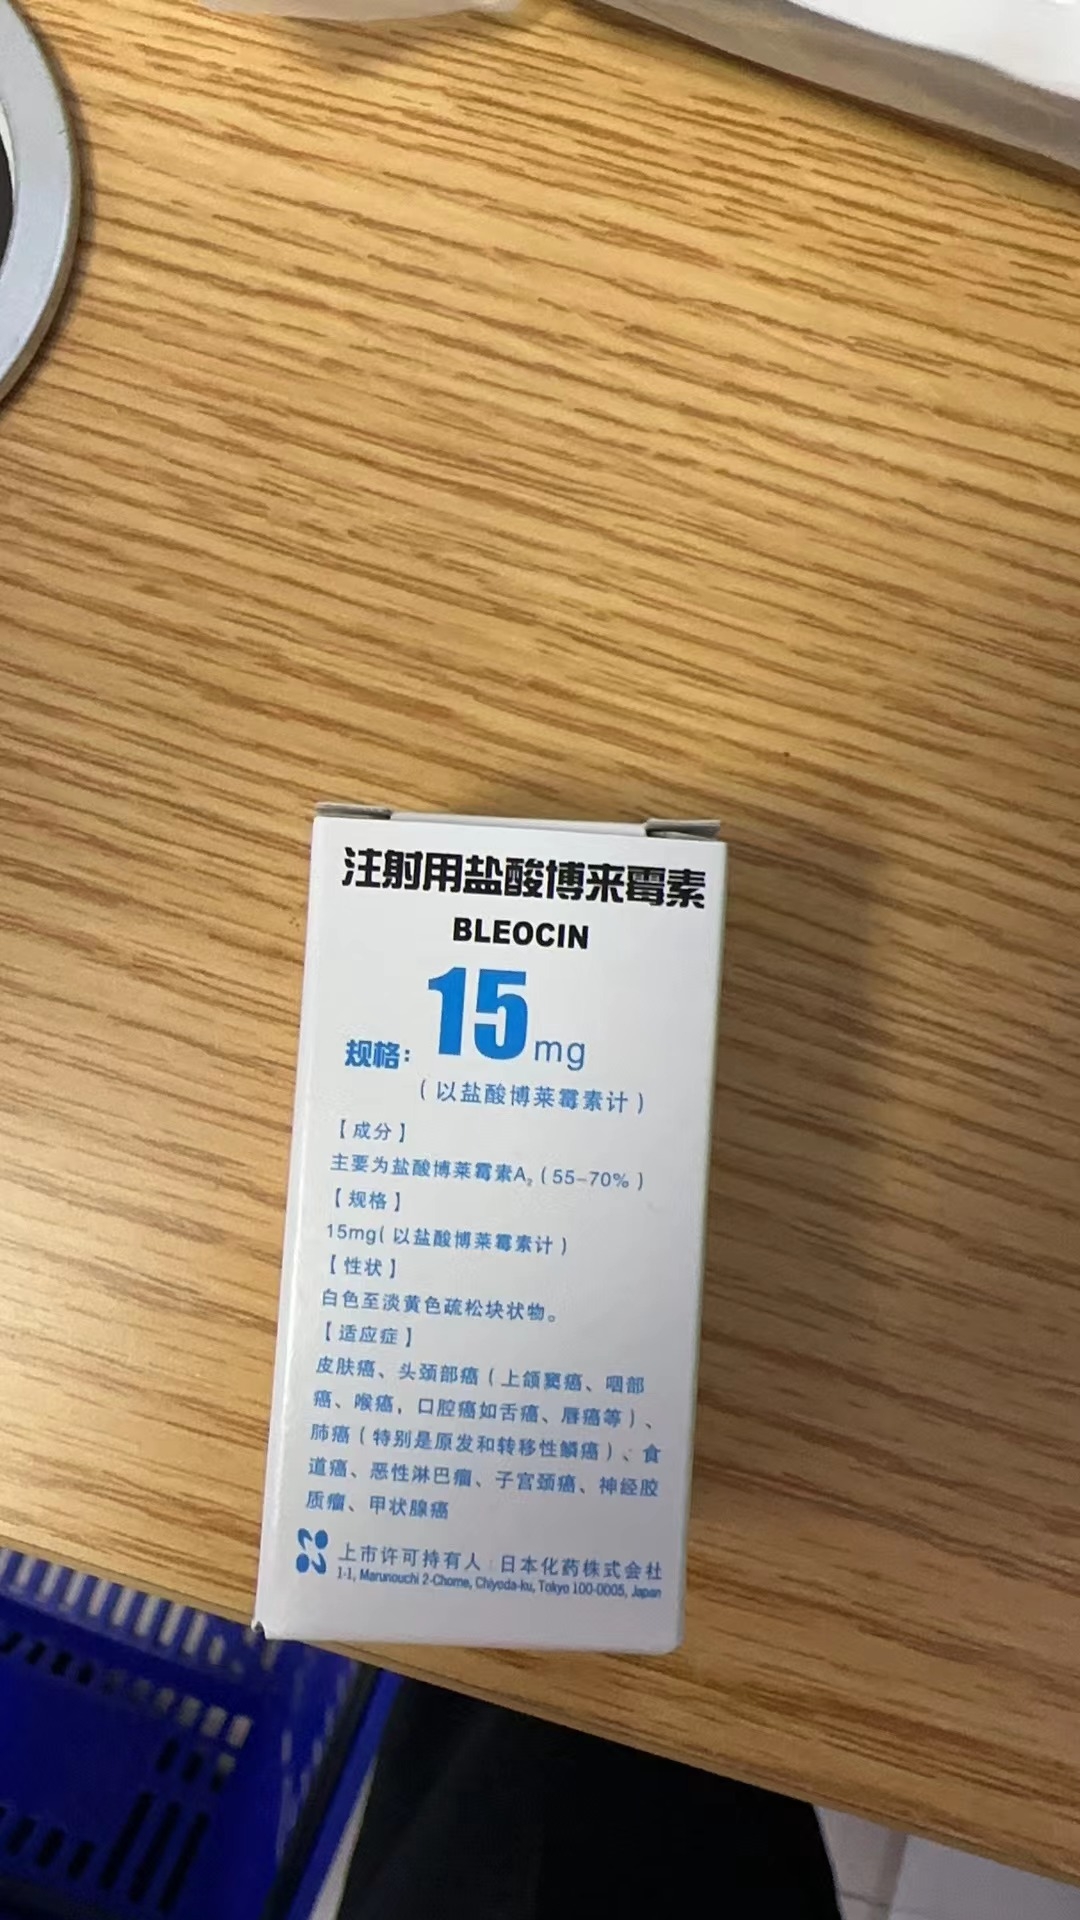 注射用盐酸博来霉素
BLEOCIN
规格：15mg
（以盐酸博莱霉素计）
【成分】
主要为盐酸博莱霉素A₂（55-70%）
【规格】
15mg（以盐酸博莱霉素计）
【性状】
白色至淡黄色疏松块状物。
【适应症】
皮肤癌、头颈部癌（上颌窦癌、咽部
癌、喉癌，口腔癌如舌癌、唇癌等）、
肺癌（特别是原发和转移性鳞癌）、食
道癌、恶性淋巴瘤、子宫颈癌、神经胶
质瘤、甲状腺癌
上市许可持有人：日本化药株式会社
1-1, Marunouchi 2-Chome, Chiyoda-ku, Tokyo 100-0005, Japan